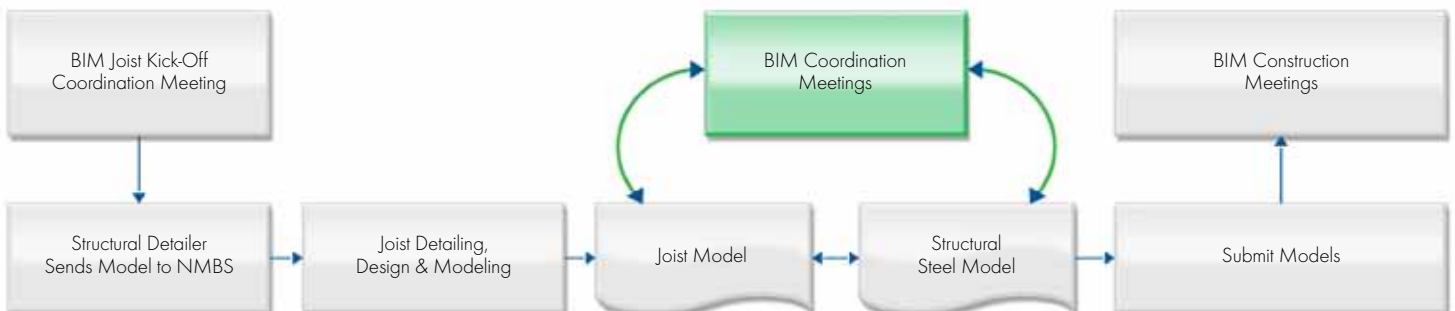 BIM Joist Kick-Off
Coordination Meeting
BIM Coordination
Meetings
BIM Construction
Meetings
Structural Detailer
Sends Model to NMBS
Joist Detailing,
Design & Modeling
Joist Model
Structural
Steel Model
Submit Models